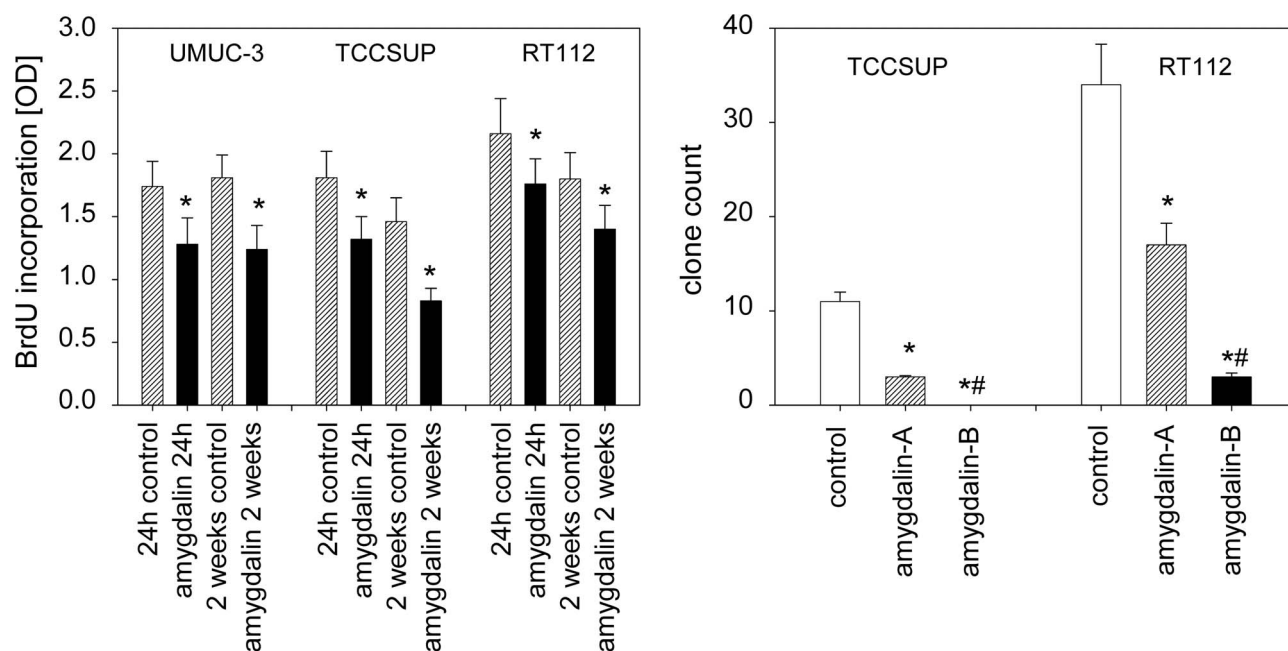 BrdU incorporation [OD]
3.0
2.5
2.0
1.5
1.0
0.5
0.0
UMUC-3
TCCSUP
RT112
*
*
*
*
*
*
24h control
amygdalin 24h
2 weeks control
amygdalin 2 weeks
24h control
amygdalin 24h
2 weeks control
amygdalin 2 weeks
24h control
amygdalin 24h
2 weeks control
amygdalin 2 weeks
clone count
40
30
20
10
0
TCCSUP
RT112
*
*#
*
*#
control
amygdalin-A
amygdalin-B
control
amygdalin-A
amygdalin-B